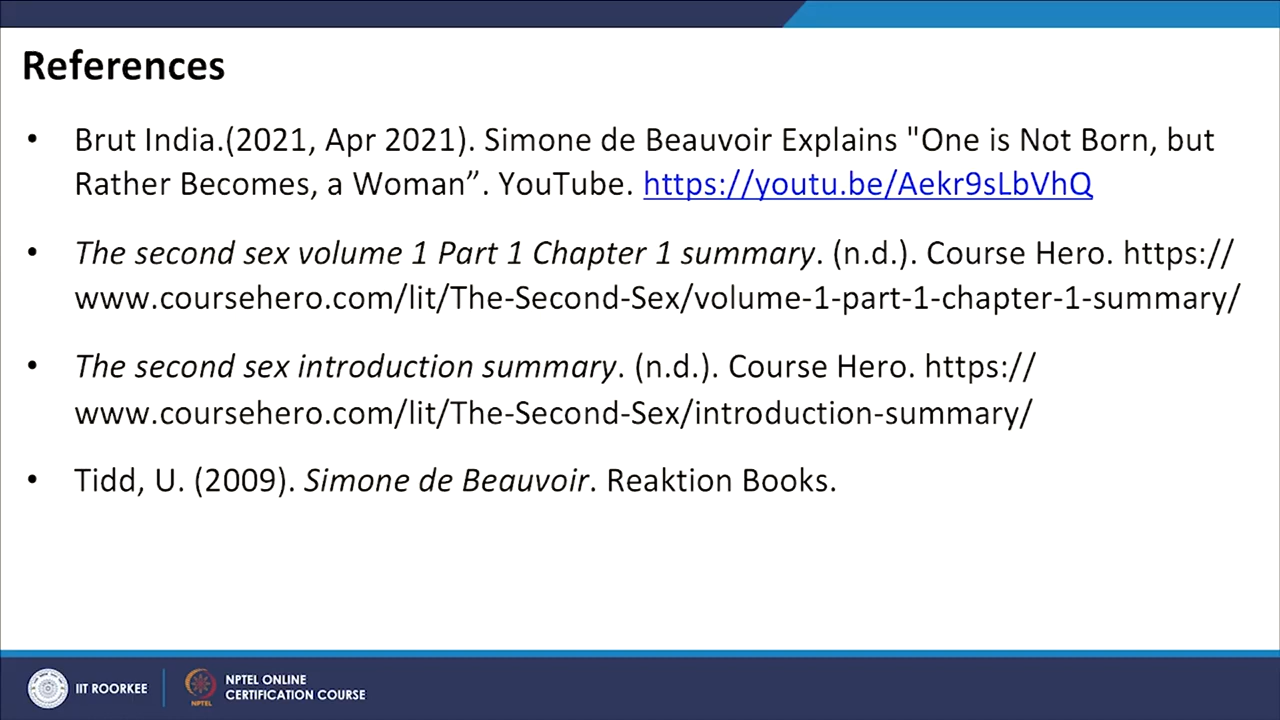 References
• Brut India.(2021, Apr 2021). Simone de Beauvoir Explains "One is Not Born, but
Rather Becomes, a Woman”. YouTube. https://youtu.be/Aekr9sLbVhQ
• The second sex volume 1 Part 1 Chapter 1 summary. (n.d.). Course Hero. https://
www.coursehero.com/lit/The-Second-Sex/volume-1-part-1-chapter-1-summary/
• The second sex introduction summary. (n.d.). Course Hero. https://
www.coursehero.com/lit/The-Second-Sex/introduction-summary/
• Tidd, U. (2009). Simone de Beauvoir. Reaktion Books.
IIT ROORKEE
NPTEL
NPTEL ONLINE
CERTIFICATION COURSE